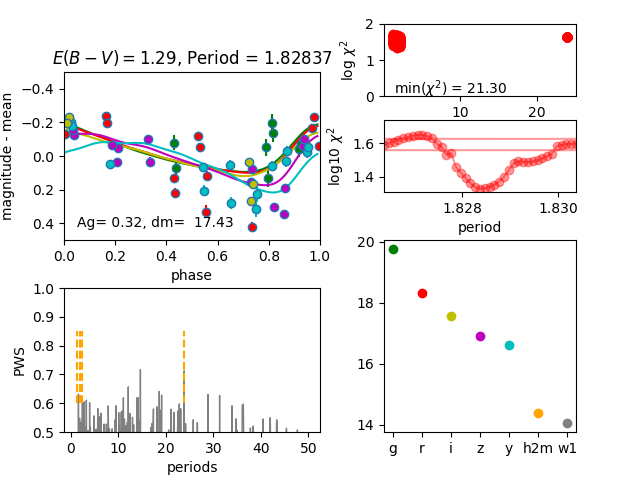 E(B − V) = 1.29, Period = 1.82837
magnitude - mean
−0.4
−0.2
0.0
0.2
0.4
Ag= 0.32, dm=  17.43
0.0 0.2 0.4 0.6 0.8 1.0
phase
log χ²
2
1
0
min(χ²) = 21.30
10 20
log10 χ²
1.6
1.4
1.828 1.830
period
PWS
1.0
0.9
0.8
0.7
0.6
0.5
0 10 20 30 40 50
periods
20
18
16
14
g r i z y h2m w1